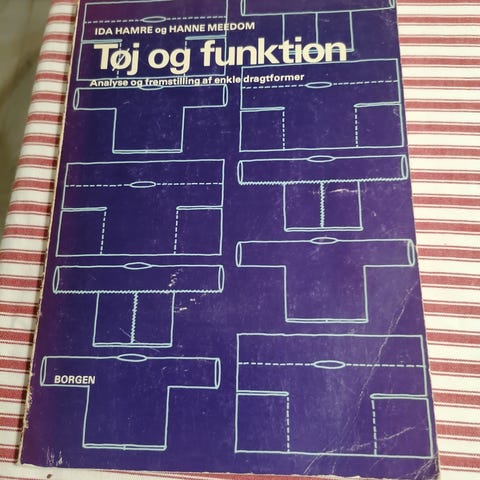 IDA HAMRE og HANNE MEEDOM
Tøj og funktion
Analyse og fremstilling af enkle dragtformer
BORGEN